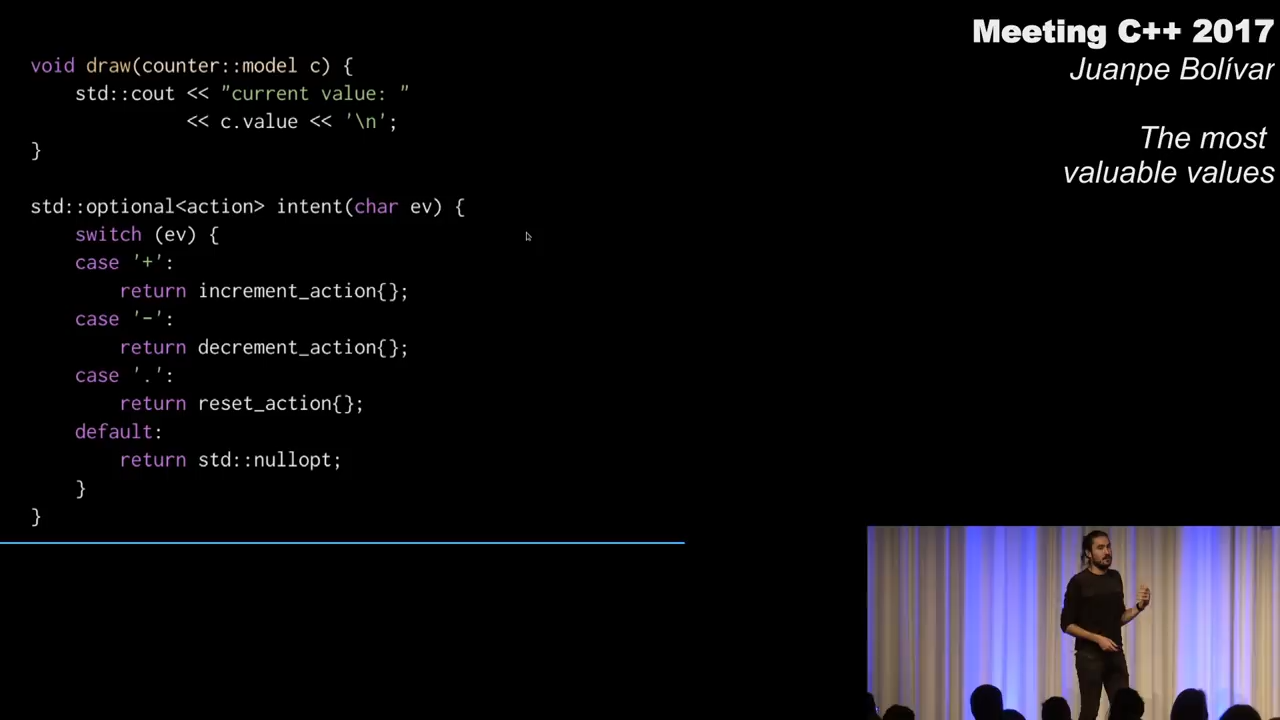 void draw(counter::model c) {
    std::cout << "current value: "
              << c.value << '\n';
}
std::optional<action> intent(char ev) {
    switch (ev) {
    case '+':
        return increment_action{};
    case '-':
        return decrement_action{};
    case '.':
        return reset_action{};
    default:
        return std::nullopt;
    }
}
Meeting C++ 2017
Juanpe Bolívar
The most
valuable values